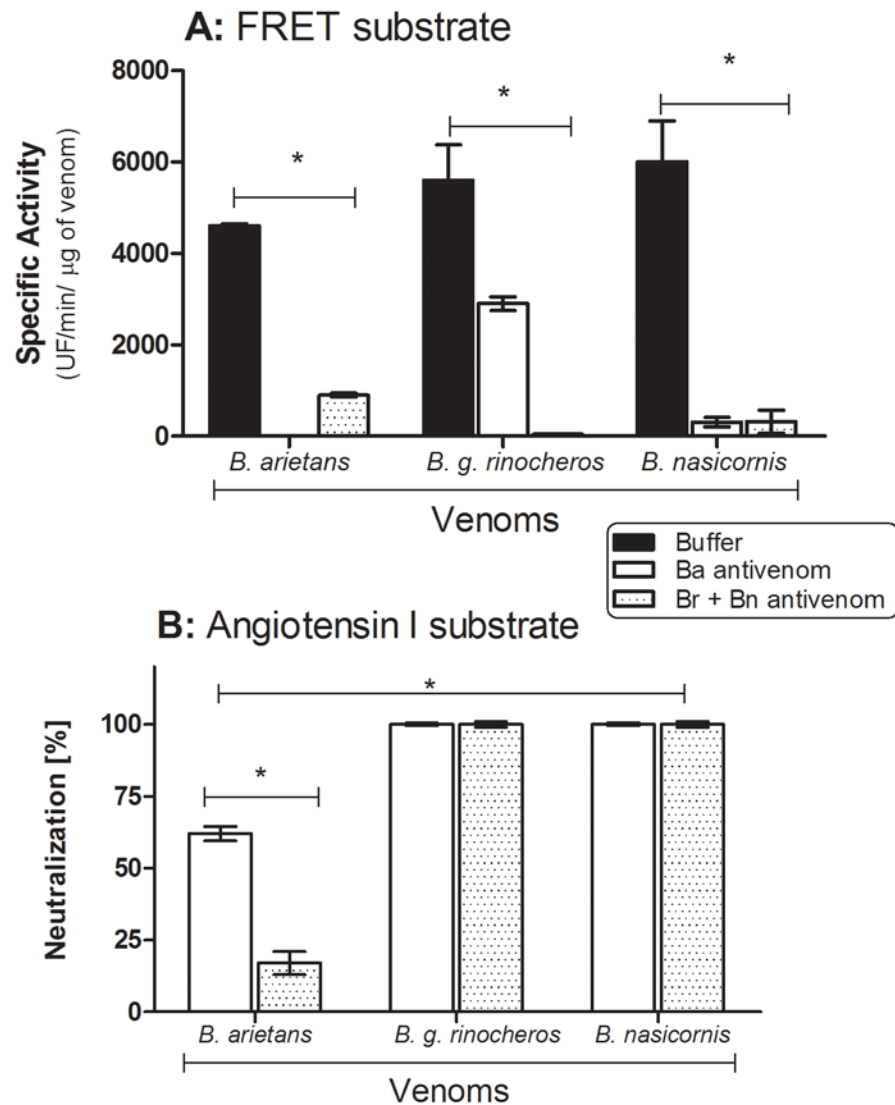 A: FRET substrate
Specific Activity
(UF/min/ µg of venom)
8000
6000
4000
2000
0
*
*
*
B. arietans
B. g. rinocheros
B. nasicornis
Venoms
Buffer
Ba antivenom
Br + Bn antivenom
B: Angiotensin I substrate
Neutralization [%]
100
75
50
25
0
*
*
B. arietans
B. g. rinocheros
B. nasicornis
Venoms